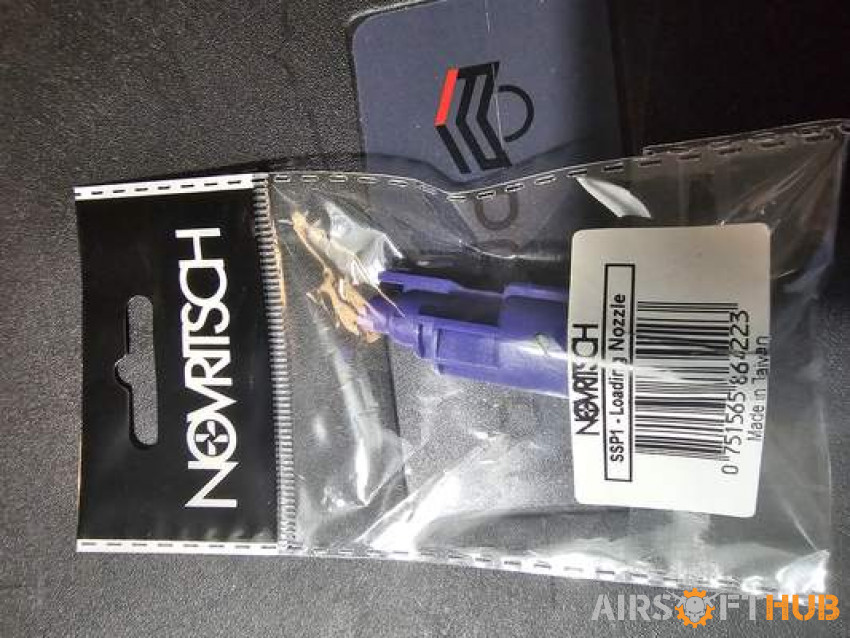 NOVRITSCH
NOVRITSCH
SSP1 - Loading Nozzle
0 751565 864223
Made in Taiwan
AIRSOFTHUB